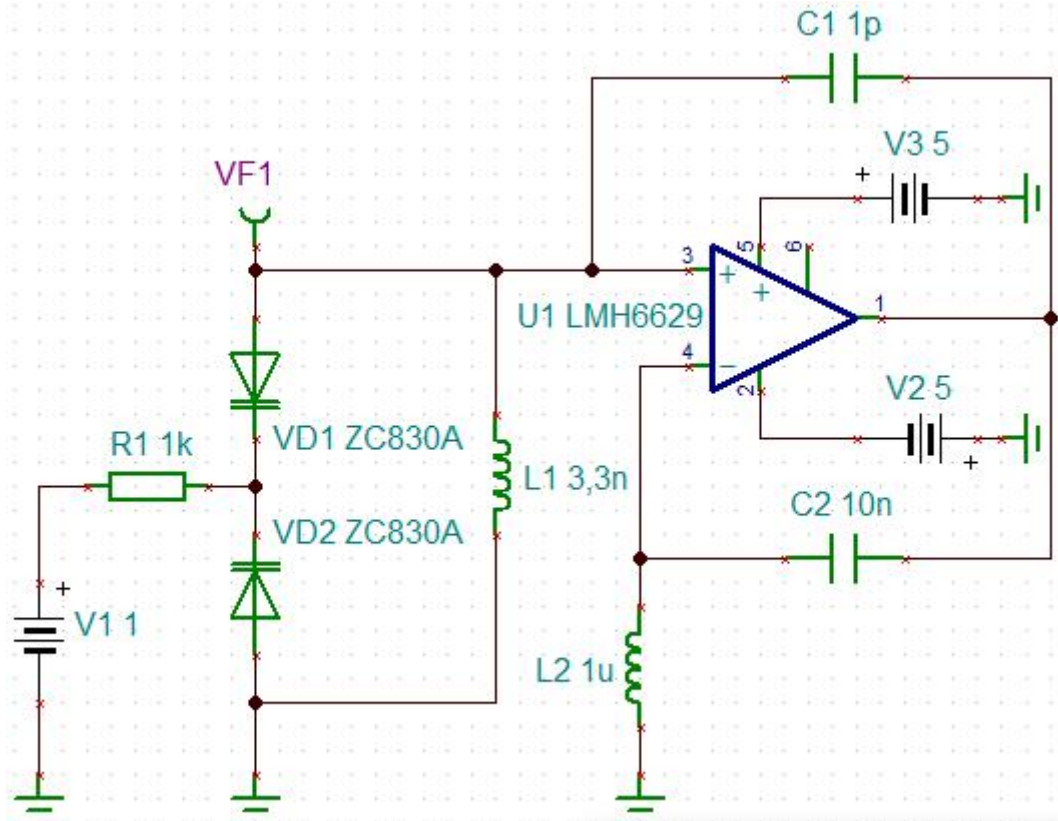 C1 1p
V3 5
+
VF1
5
6
3
+
+
U1 LMH6629
1
4
−
2
V2 5
+
R1 1k
VD1 ZC830A
L1 3,3n
C2 10n
VD2 ZC830A
+
V1 1
L2 1u